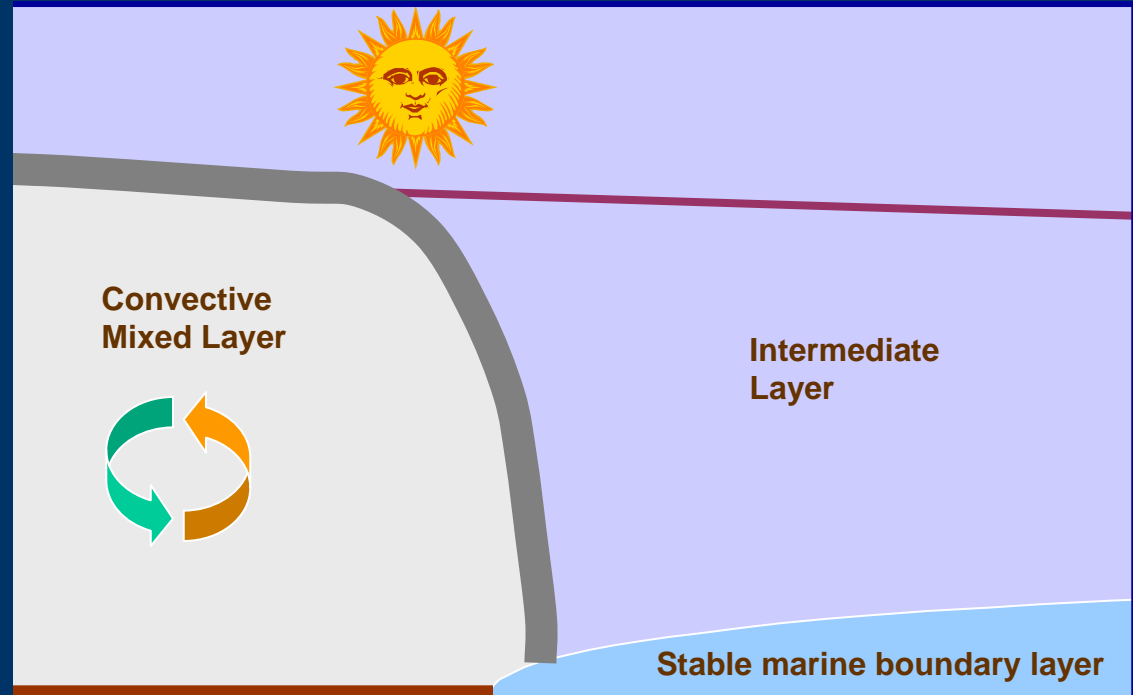 Convective
Mixed Layer
Intermediate
Layer
Stable marine boundary layer